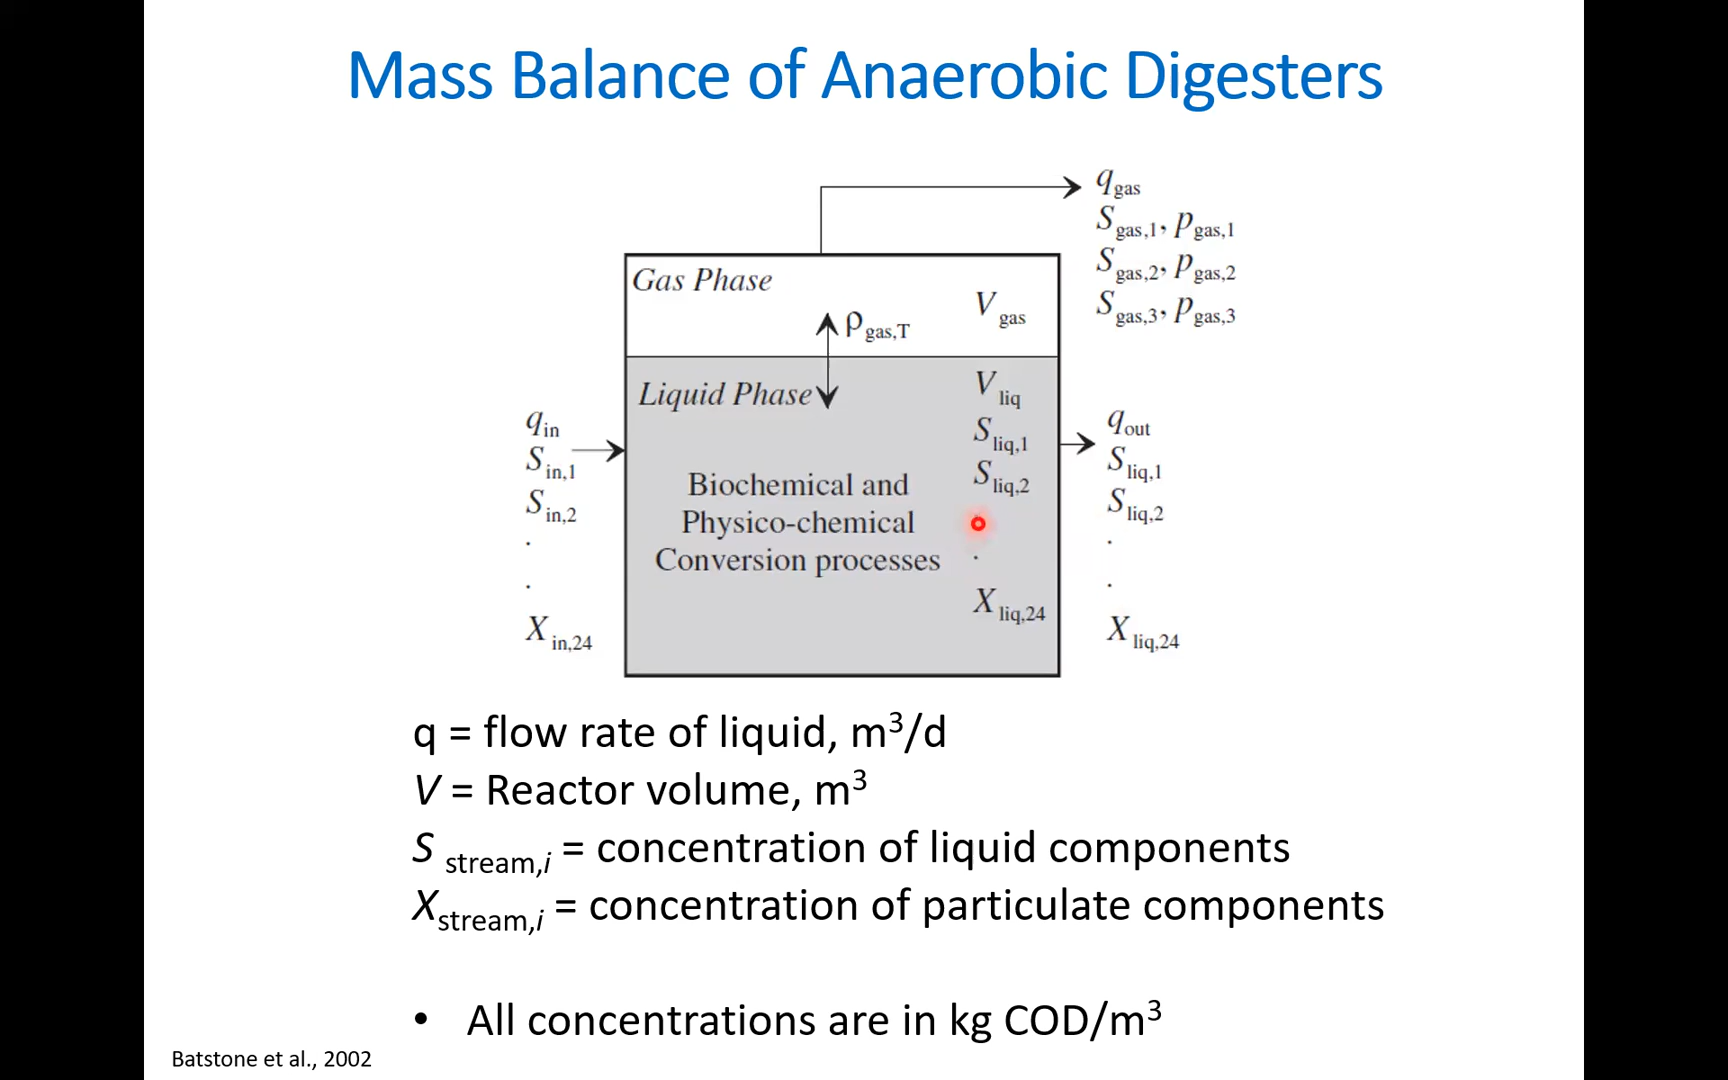 Mass Balance of Anaerobic Digesters
q gas
S gas,1, p gas,1
S gas,2, p gas,2
S gas,3, p gas,3
Gas Phase
V gas
ρ gas,T
Liquid Phase
V liq
S liq,1
S liq,2
.
X liq,24
Biochemical and
Physico-chemical
Conversion processes
q in
S in,1
S in,2
.
.
X in,24
q out
S liq,1
S liq,2
.
.
X liq,24
q = flow rate of liquid, m³/d
V = Reactor volume, m³
S stream,i = concentration of liquid components
X stream,i = concentration of particulate components
• All concentrations are in kg COD/m³
Batstone et al., 2002